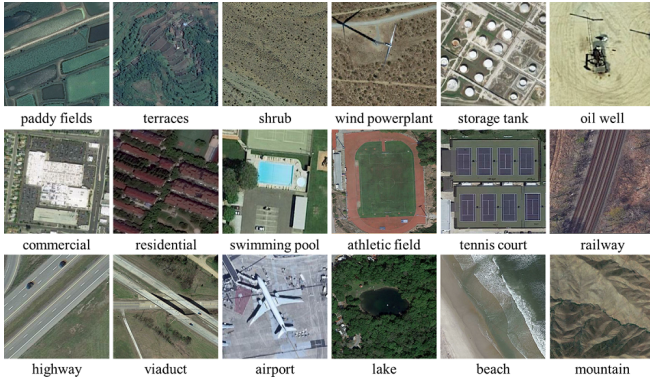 paddy fields terraces shrub wind powerplant storage tank oil well
commercial residential swimming pool athletic field tennis court railway
highway viaduct airport lake beach mountain